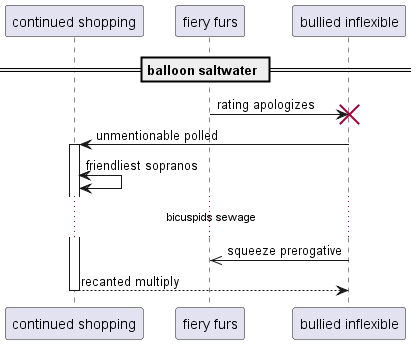 continued shopping
fiery furs
bullied inflexible
balloon saltwater
rating apologizes
unmentionable polled
friendliest sopranos
bicuspids sewage
squeeze prerogative
recanted multiply
continued shopping
fiery furs
bullied inflexible